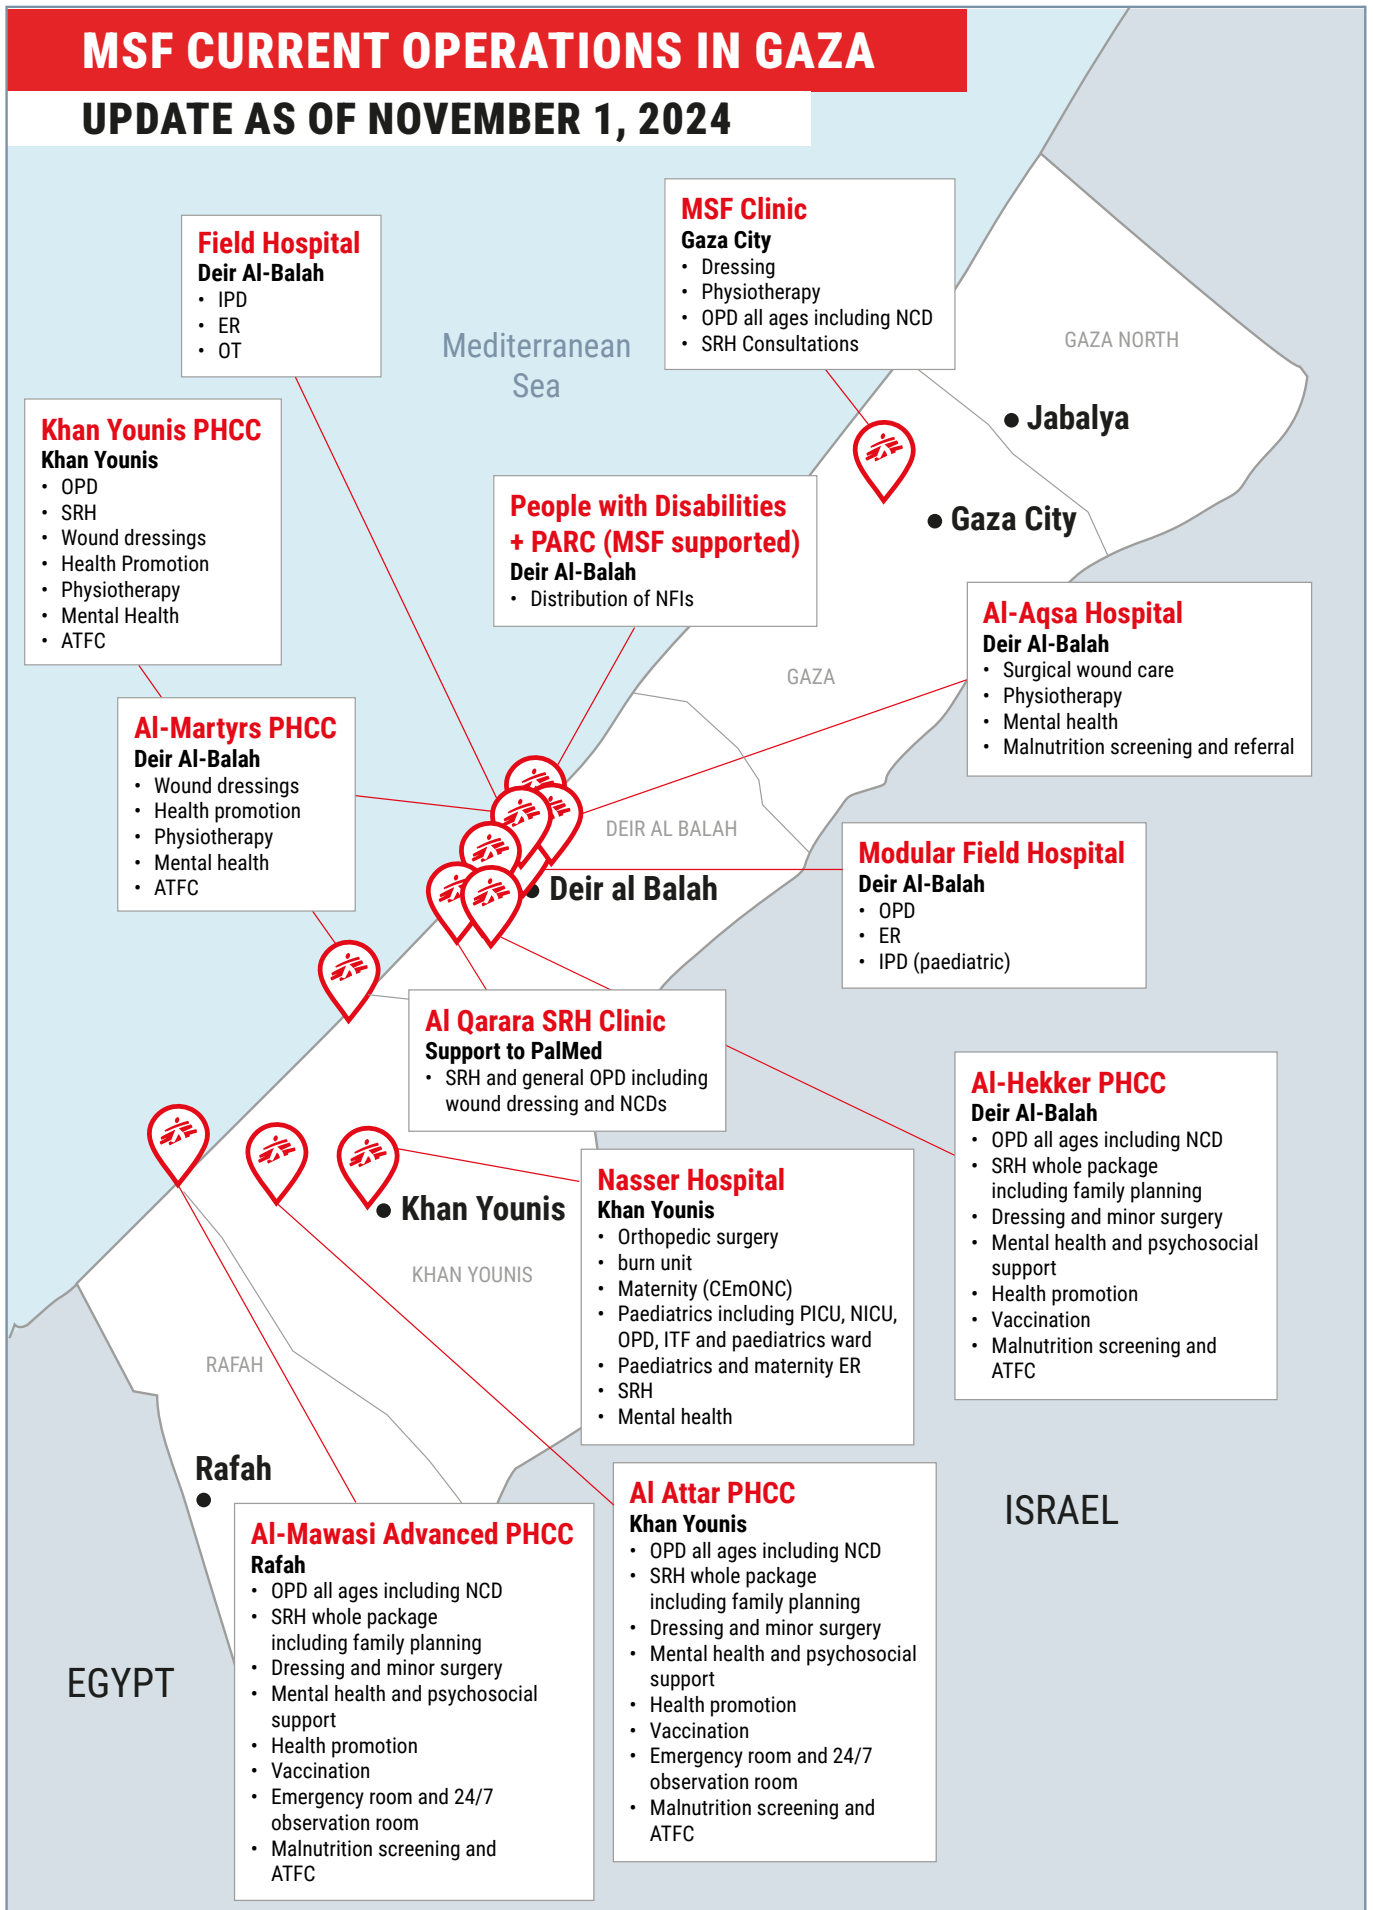 MSF CURRENT OPERATIONS IN GAZA
UPDATE AS OF NOVEMBER 1, 2024
MSF Clinic
Gaza City
• Dressing
• Physiotherapy
• OPD all ages including NCD
• SRH Consultations
Field Hospital
Deir Al-Balah
• IPD
• ER
• OT
Mediterranean
Sea
GAZA NORTH
Jabalya
Khan Younis PHCC
Khan Younis
• OPD
• SRH
• Wound dressings
• Health Promotion
• Physiotherapy
• Mental Health
• ATFC
People with Disabilities
+ PARC (MSF supported)
Deir Al-Balah
• Distribution of NFIs
Gaza City
Al-Aqsa Hospital
Deir Al-Balah
• Surgical wound care
• Physiotherapy
• Mental health
• Malnutrition screening and referral
GAZA
Al-Martyrs PHCC
Deir Al-Balah
• Wound dressings
• Health promotion
• Physiotherapy
• Mental health
• ATFC
DEIR AL BALAH
Deir al Balah
Modular Field Hospital
Deir Al-Balah
• OPD
• ER
• IPD (paediatric)
Al Qarara SRH Clinic
Support to PalMed
• SRH and general OPD including
wound dressing and NCDs
Al-Hekker PHCC
Deir Al-Balah
• OPD all ages including NCD
• SRH whole package
including family planning
• Dressing and minor surgery
• Mental health and psychosocial
support
• Health promotion
• Vaccination
• Malnutrition screening and
ATFC
Nasser Hospital
Khan Younis
• Orthopedic surgery
• burn unit
• Maternity (CEmONC)
• Paediatrics including PICU, NICU,
OPD, ITF and paediatrics ward
• Paediatrics and maternity ER
• SRH
• Mental health
Khan Younis
KHAN YOUNIS
RAFAH
Rafah
Al Attar PHCC
Khan Younis
• OPD all ages including NCD
• SRH whole package
including family planning
• Dressing and minor surgery
• Mental health and psychosocial
support
• Health promotion
• Vaccination
• Emergency room and 24/7
observation room
• Malnutrition screening and
ATFC
ISRAEL
Al-Mawasi Advanced PHCC
Rafah
• OPD all ages including NCD
• SRH whole package
including family planning
• Dressing and minor surgery
• Mental health and psychosocial
support
• Health promotion
• Vaccination
• Emergency room and 24/7
observation room
• Malnutrition screening and
ATFC
EGYPT